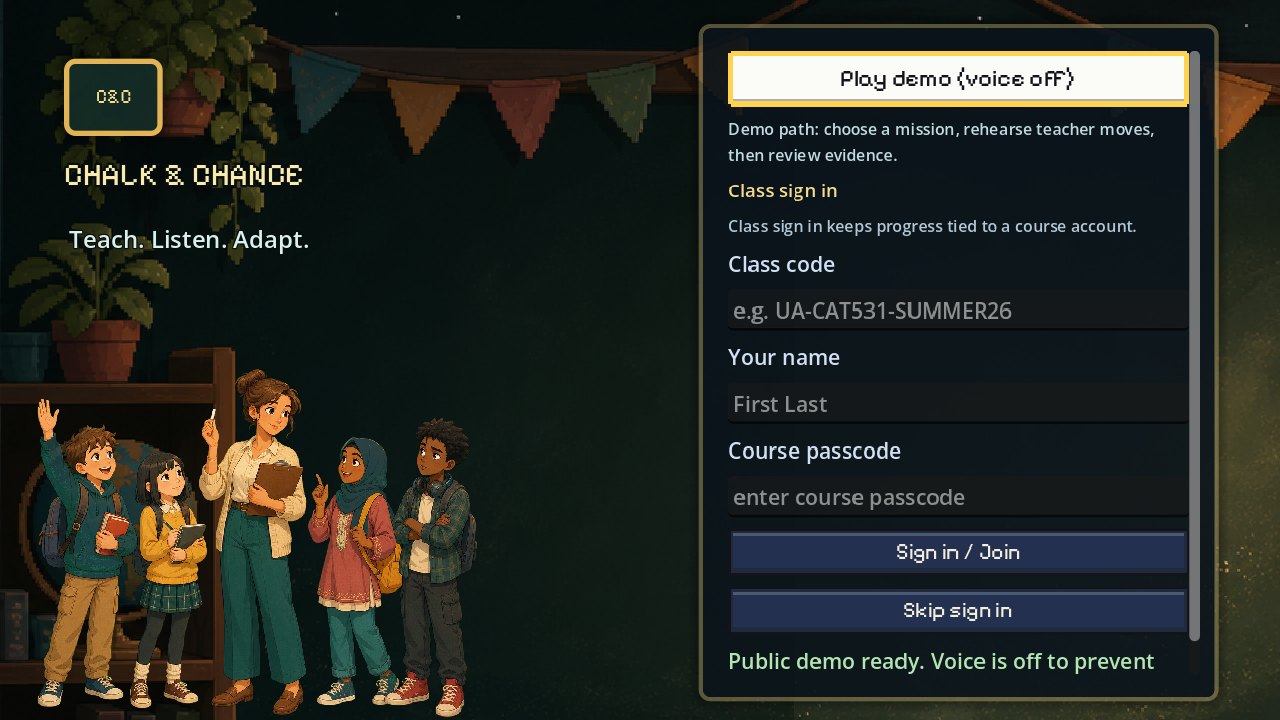 C&C
CHALK & CHANCE
Teach. Listen. Adapt.
Play demo (voice off)
Demo path: choose a mission, rehearse teacher moves,
then review evidence.
Class sign in
Class sign in keeps progress tied to a course account.
Class code
e.g. UA-CAT531-SUMMER26
Your name
First Last
Course passcode
enter course passcode
Sign in / Join
Skip sign in
Public demo ready. Voice is off to prevent